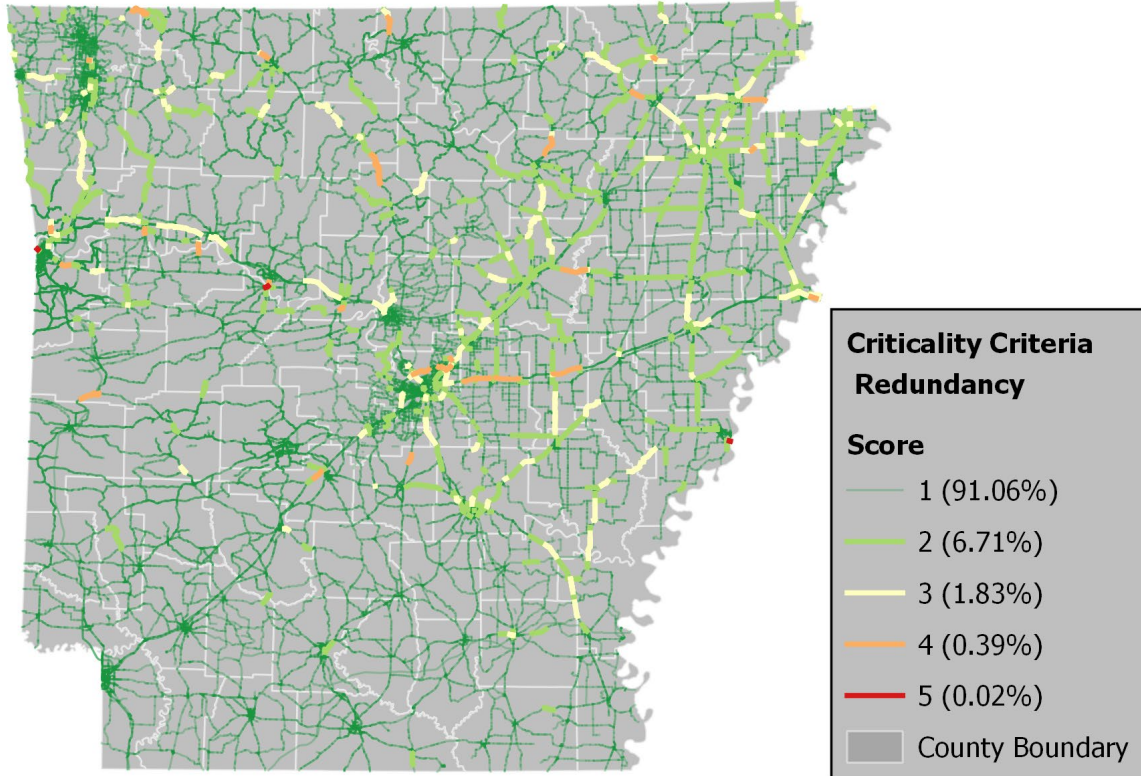 Criticality Criteria
Redundancy
Score
1 (91.06%)
2 (6.71%)
3 (1.83%)
4 (0.39%)
5 (0.02%)
County Boundary